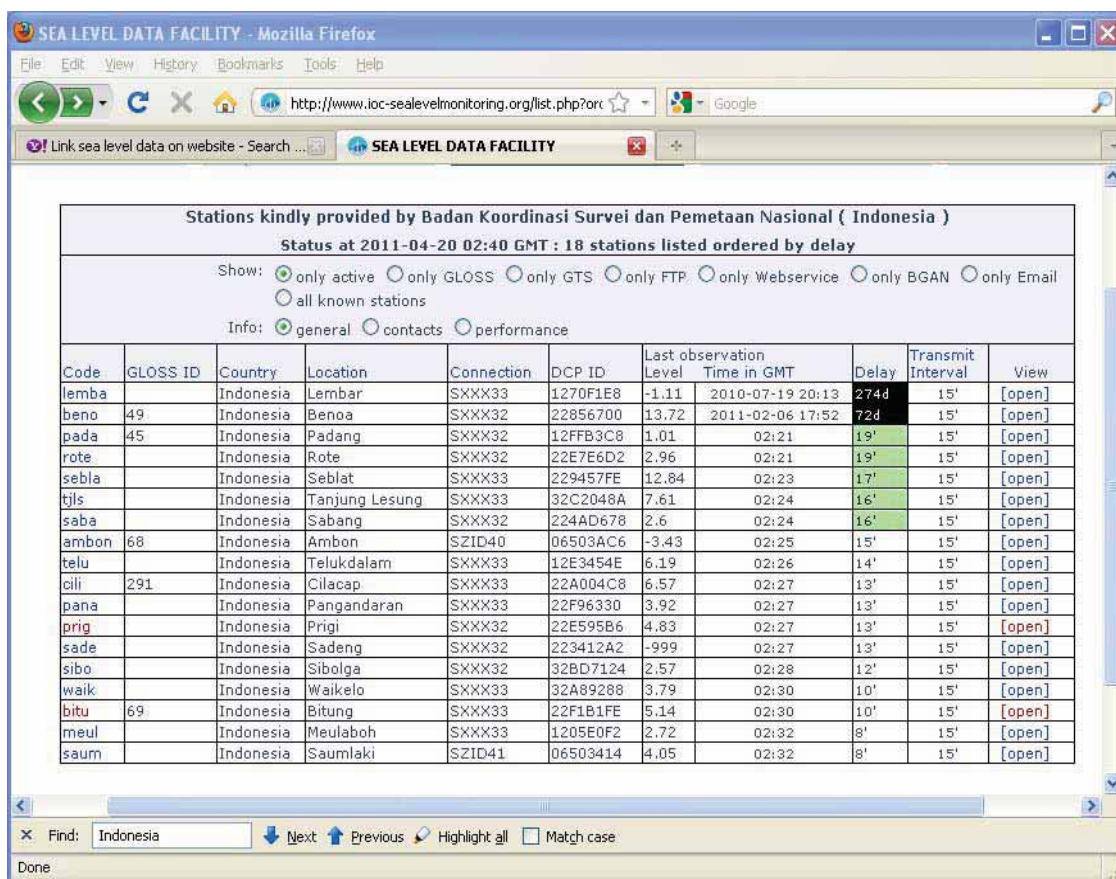 SEA LEVEL DATA FACILITY - Mozilla Firefox
File Edit View History Bookmarks Tools Help
http://www.ioc-sealevelmonitoring.org/list.php?orc Google
Link sea level data on website - Search ... SEA LEVEL DATA FACILITY
Stations kindly provided by Badan Koordinasi Survei dan Pemetaan Nasional ( Indonesia )
Status at 2011-04-20 02:40 GMT : 18 stations listed ordered by delay
Show: only active only GLOSS only GTS only FTP only Webservice only BGAN only Email
all known stations
Info: general contacts performance
Last observation Transmit
Code GLOSS ID Country Location Connection DCP ID Level Time in GMT Delay Interval View
lemba Indonesia Lembar SXXX33 1270F1E8 -1.11 2010-07-19 20:13 274d 15' [open]
beno 49 Indonesia Benoa SXXX32 22856700 13.72 2011-02-06 17:52 72d 15' [open]
pada 45 Indonesia Padang SXXX32 12FFB3C8 1.01 02:21 19' 15' [open]
rote Indonesia Rote SXXX32 22E7E6D2 2.96 02:21 19' 15' [open]
sebla Indonesia Seblat SXXX33 229457FE 12.84 02:23 17' 15' [open]
tjls Indonesia Tanjung Lesung SXXX33 32C2048A 7.61 02:24 16' 15' [open]
saba Indonesia Sabang SXXX32 224AD678 2.6 02:24 16' 15' [open]
ambon 68 Indonesia Ambon SZID40 06503AC6 -3.43 02:25 15' 15' [open]
telu Indonesia Telukdalam SXXX33 12E3454E 6.19 02:26 14' 15' [open]
cili 291 Indonesia Cilacap SXXX33 22A004C8 6.57 02:27 13' 15' [open]
pana Indonesia Pangandaran SXXX33 22F96330 3.92 02:27 13' 15' [open]
prig Indonesia Prigi SXXX32 22E595B6 4.83 02:27 13' 15' [open]
sade Indonesia Sadeng SXXX32 223412A2 -999 02:27 13' 15' [open]
sibo Indonesia Sibolga SXXX32 32BD7124 2.57 02:28 12' 15' [open]
waik Indonesia Waikelo SXXX33 32A89288 3.79 02:30 10' 15' [open]
bitu 69 Indonesia Bitung SXXX33 22F1B1FE 5.14 02:30 10' 15' [open]
meul Indonesia Meulaboh SXXX33 1205E0F2 2.72 02:32 8' 15' [open]
saum Indonesia Saumlaki SZID41 06503414 4.05 02:32 8' 15' [open]
Find: Indonesia Next Previous Highlight all Match case
Done